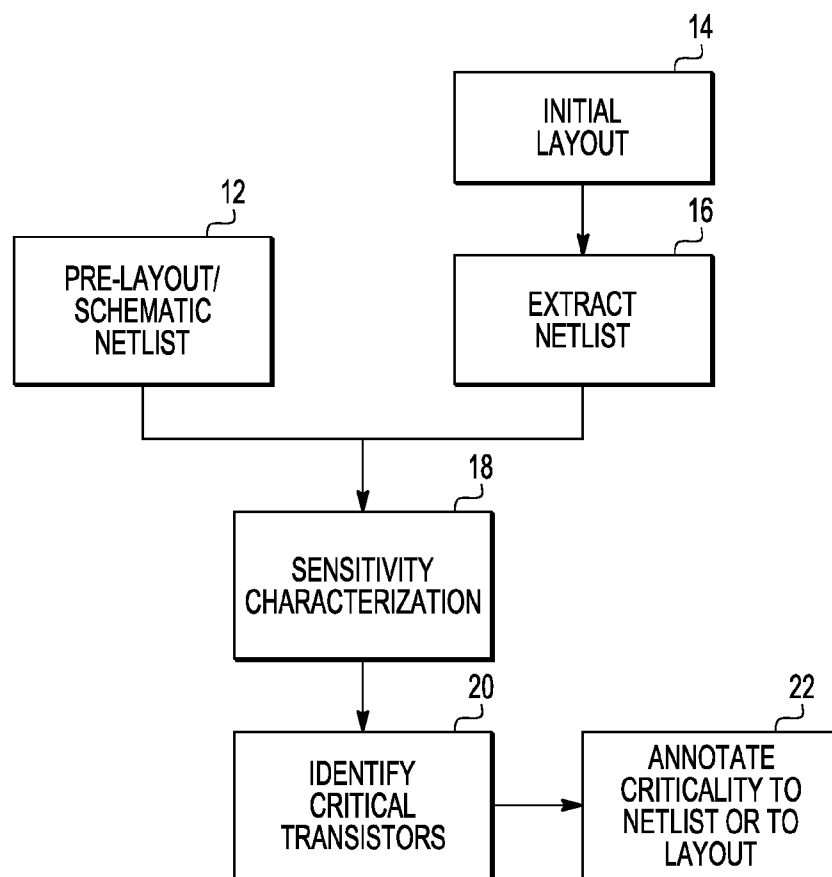 14
INITIAL
LAYOUT
12
PRE-LAYOUT/
SCHEMATIC
NETLIST
16
EXTRACT
NETLIST
18
SENSITIVITY
CHARACTERIZATION
20
IDENTIFY
CRITICAL
TRANSISTORS
22
ANNOTATE
CRITICALITY TO
NETLIST OR TO
LAYOUT